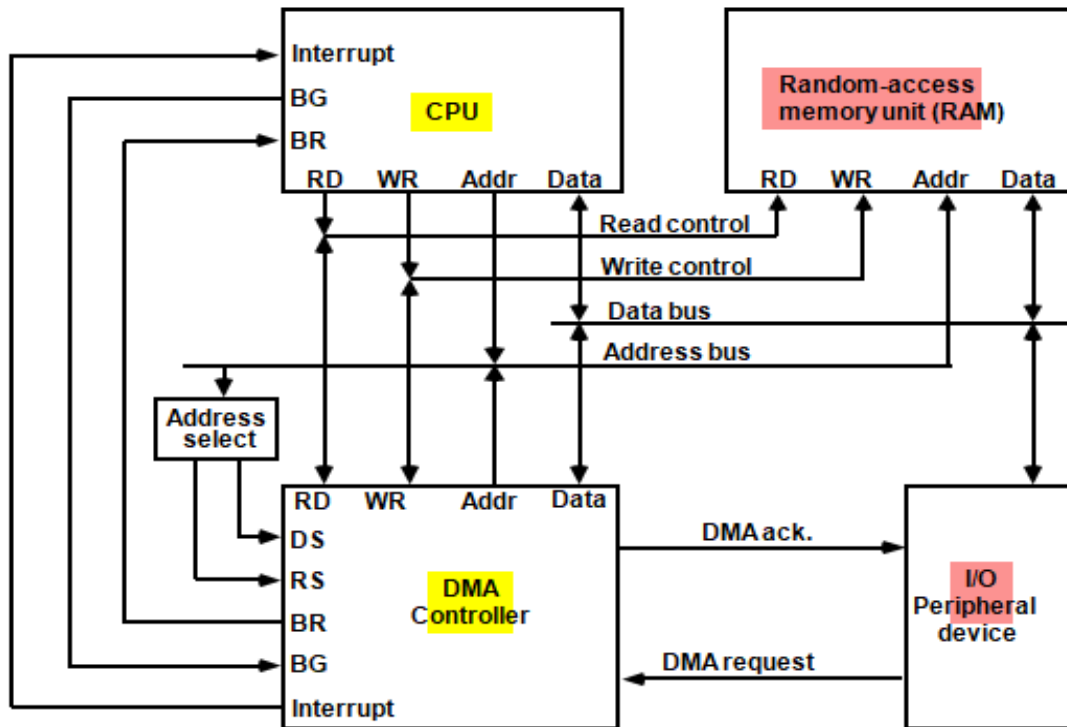 Interrupt
BG
CPU
BR
RD WR Addr Data
Random-access
memory unit (RAM)
RD WR Addr Data
Read control
Write control
Data bus
Address bus
Address
select
RD WR Addr Data
DS
RS
BR
BG
Interrupt
DMA
Controller
DMA ack.
DMA request
I/O
Peripheral
device